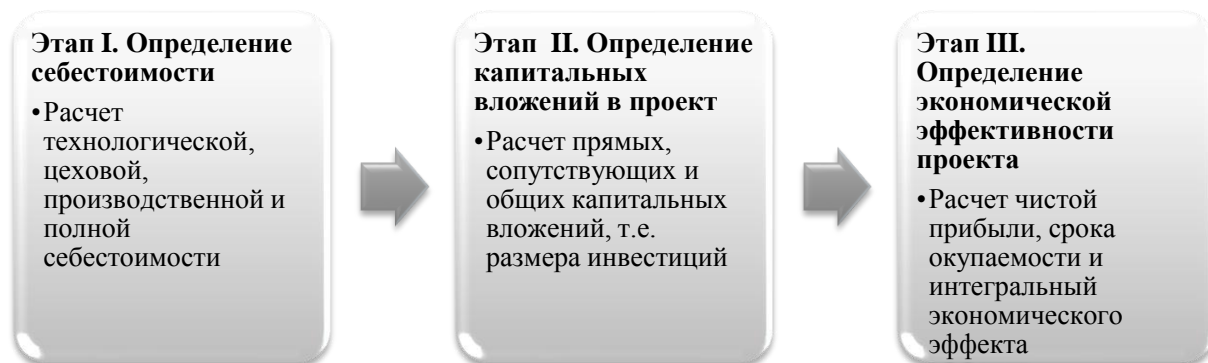 Этап I. Определение
себестоимости
•Расчет
технологической,
цеховой,
производственной и
полной
себестоимости
Этап II. Определение
капитальных
вложений в проект
•Расчет прямых,
сопутствующих и
общих капитальных
вложений, т.е.
размера инвестиций
Этап III.
Определение
экономической
эффективности
проекта
•Расчет чистой
прибыли, срока
окупаемости и
интегральный
экономического
эффекта